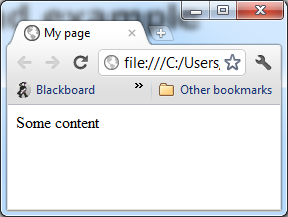 My page
file:///C:/Users,
Blackboard
Other bookmarks
Some content